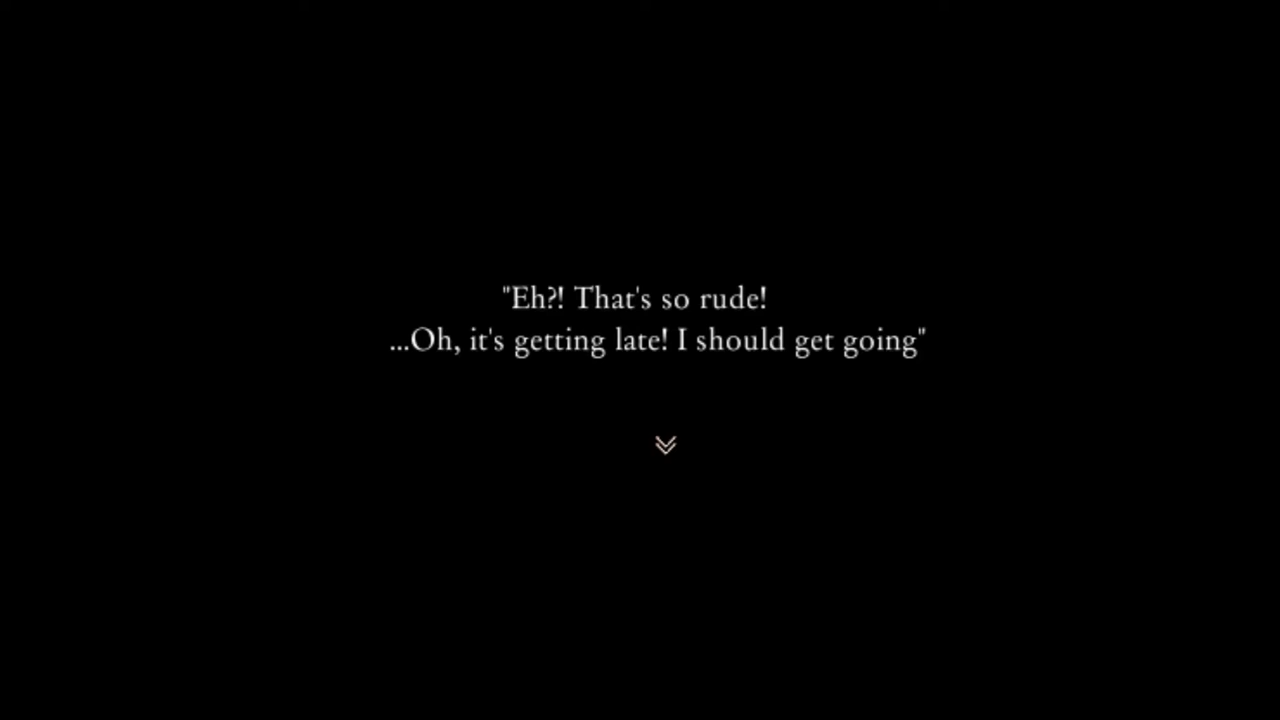 "Eh?! That's so rude!
...Oh, it's getting late! I should get going"